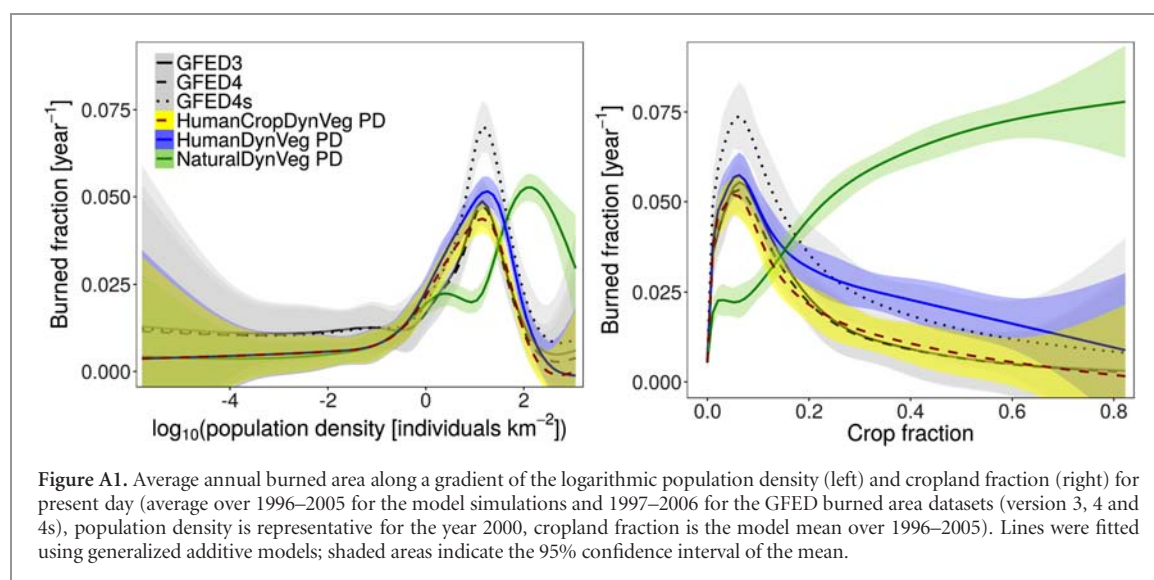 GFED3
GFED4
GFED4s
HumanCropDynVeg PD
HumanDynVeg PD
NaturalDynVeg PD
Burned fraction [year⁻¹]
0.075
0.050
0.025
0.000
-4
-2
0
2
log₁₀(population density [individuals km⁻²])
Burned fraction [year⁻¹]
0.075
0.050
0.025
0.000
0.0
0.2
0.4
0.6
0.8
Crop fraction
Figure A1. Average annual burned area along a gradient of the logarithmic population density (left) and cropland fraction (right) for
present day (average over 1996–2005 for the model simulations and 1997–2006 for the GFED burned area datasets (version 3, 4 and
4s), population density is representative for the year 2000, cropland fraction is the model mean over 1996–2005). Lines were fitted
using generalized additive models; shaded areas indicate the 95% confidence interval of the mean.